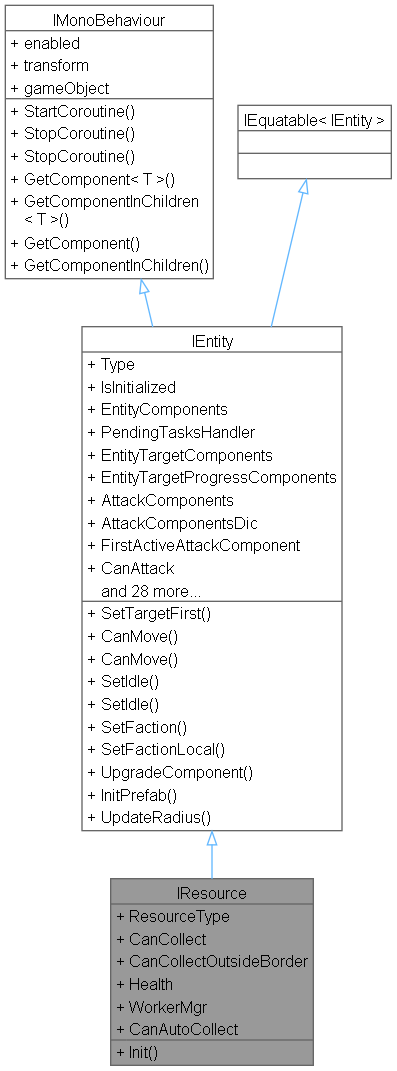 IMonoBehaviour
+ enabled
+ transform
+ gameObject
+ StartCoroutine()
+ StopCoroutine()
+ StopCoroutine()
+ GetComponent< T >()
+ GetComponentInChildren
< T >()
+ GetComponent()
+ GetComponentInChildren()
IEquatable< IEntity >
IEntity
+ Type
+ IsInitialized
+ EntityComponents
+ PendingTasksHandler
+ EntityTargetComponents
+ EntityTargetProgressComponents
+ AttackComponents
+ AttackComponentsDic
+ FirstActiveAttackComponent
+ CanAttack
and 28 more...
+ SetTargetFirst()
+ CanMove()
+ CanMove()
+ SetIdle()
+ SetIdle()
+ SetFaction()
+ SetFactionLocal()
+ UpgradeComponent()
+ InitPrefab()
+ UpdateRadius()
IResource
+ ResourceType
+ CanCollect
+ CanCollectOutsideBorder
+ Health
+ WorkerMgr
+ CanAutoCollect
+ Init()